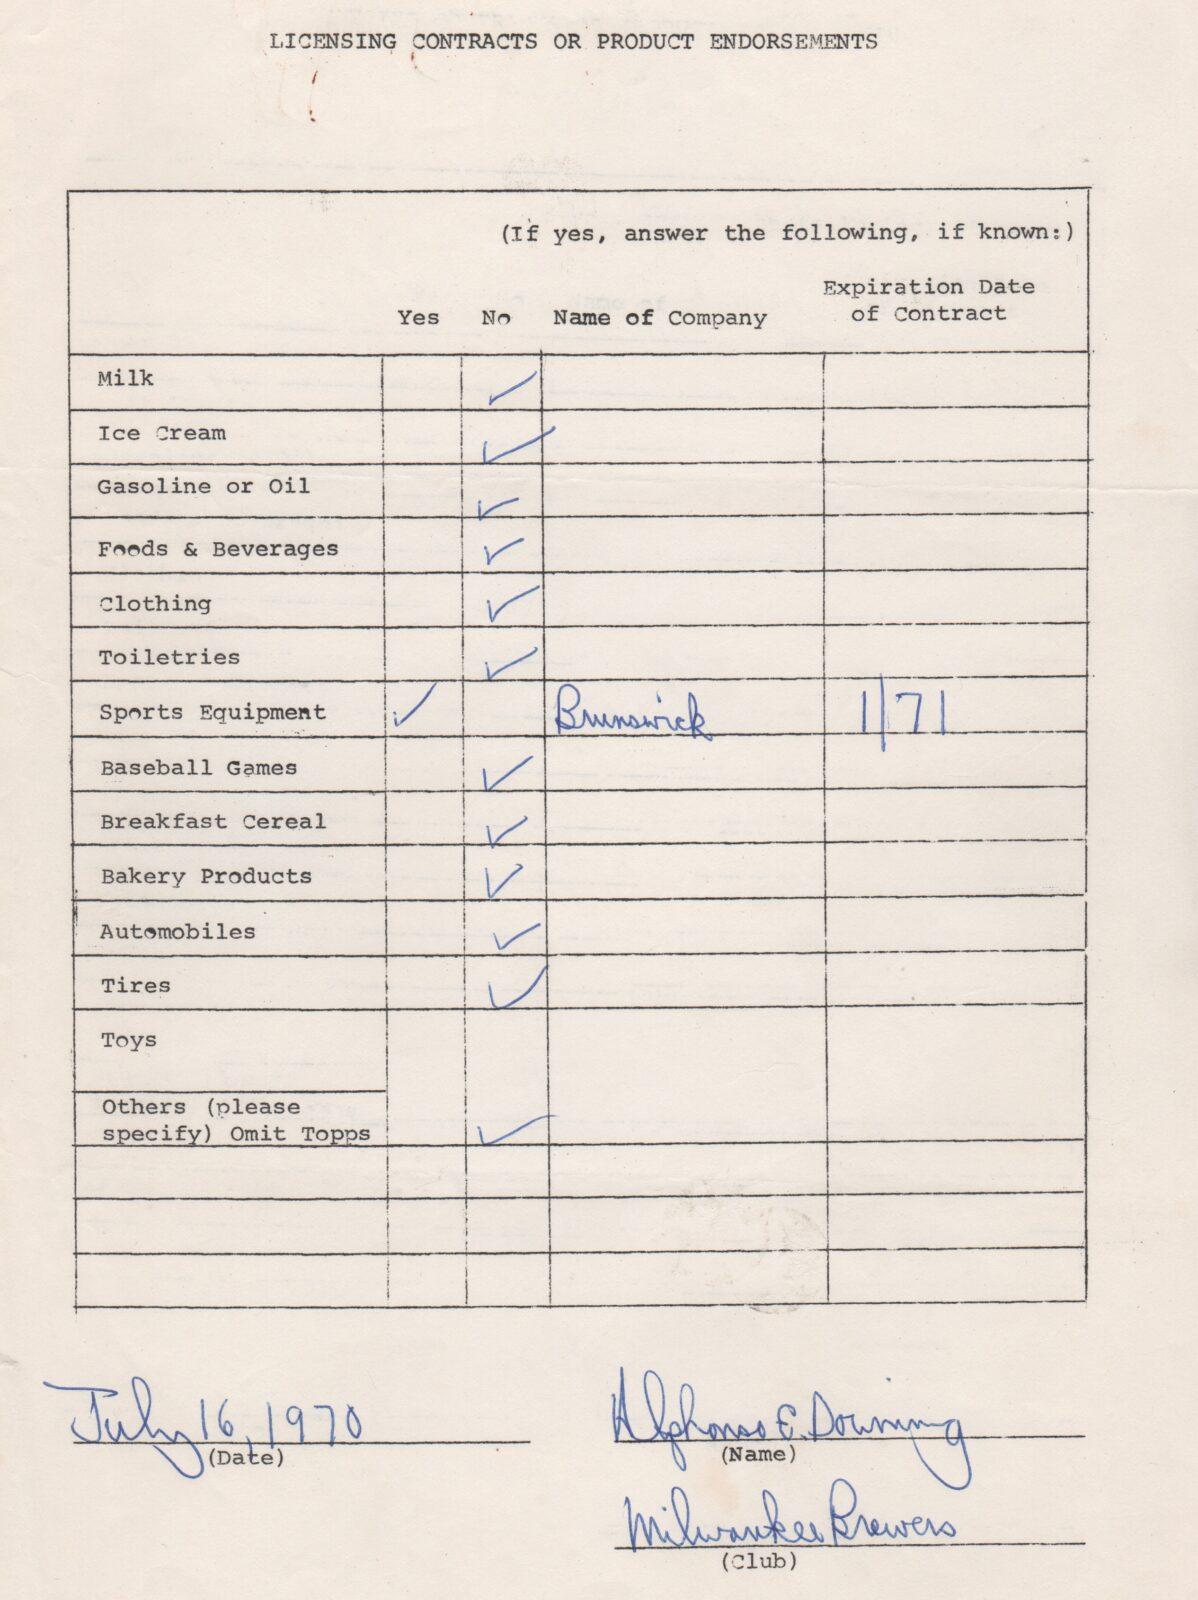 LICENSING CONTRACTS OR PRODUCT ENDORSEMENTS
(If yes, answer the following, if known:)
Yes No Name of Company Expiration Date of Contract
Milk ✓
Ice Cream ✓
Gasoline or Oil ✓
Foods & Beverages ✓
Clothing ✓
Toiletries ✓
Sports Equipment ✓ Brunswick 1/71
Baseball Games ✓
Breakfast Cereal ✓
Bakery Products ✓
Automobiles ✓
Tires ✓
Toys
Others (please
specify) Omit Topps ✓
July 16, 1970
(Date)
Alphonso E. Downing
(Name)
Milwaukee Brewers
(Club)